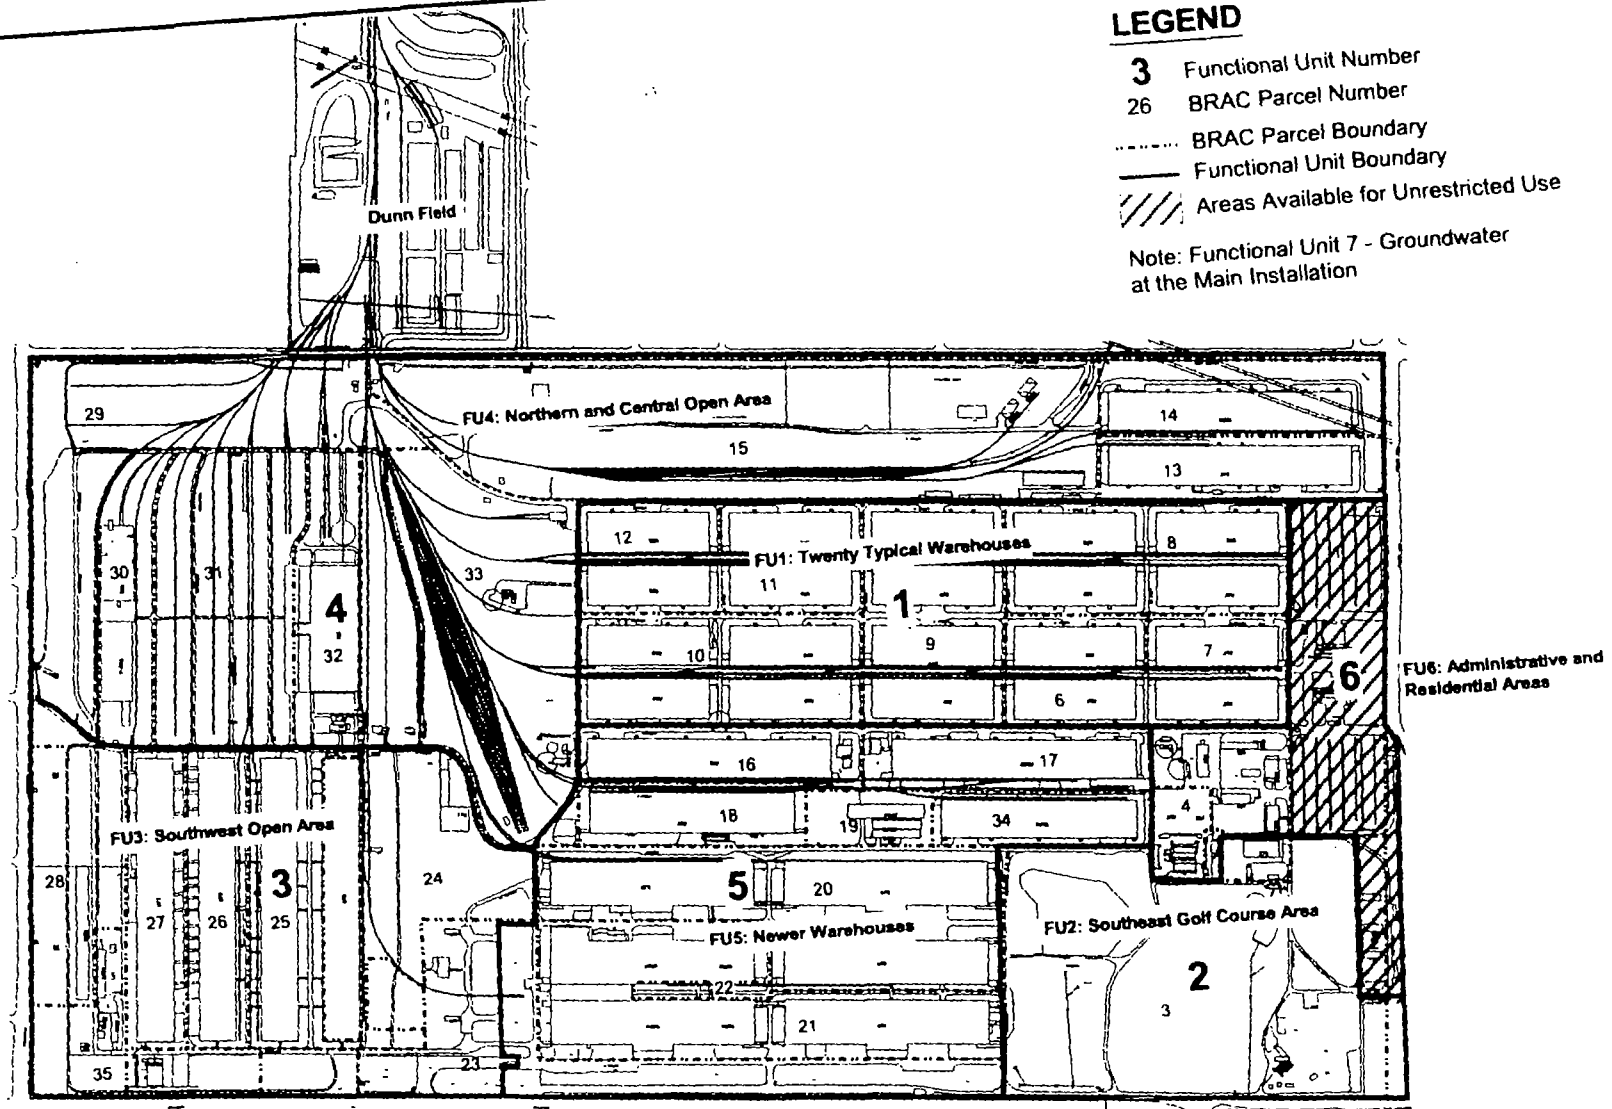 LEGEND
3 Functional Unit Number
26 BRAC Parcel Number
BRAC Parcel Boundary
Functional Unit Boundary
Areas Available for Unrestricted Use
Note: Functional Unit 7 - Groundwater
at the Main Installation
Dunn Field
29
FU4: Northern and Central Open Area
14
15
13
12
FU1: Twenty Typical Warehouses
8
30
31
33
11
4
1
32
10
9
7
6
6
FU6: Administrative and
Residential Areas
16
17
18
19
34
4
FU3: Southwest Open Area
28
3
24
5
20
27
26
25
FU5: Newer Warehouses
FU2: Southeast Golf Course Area
22
2
3
21
23
35